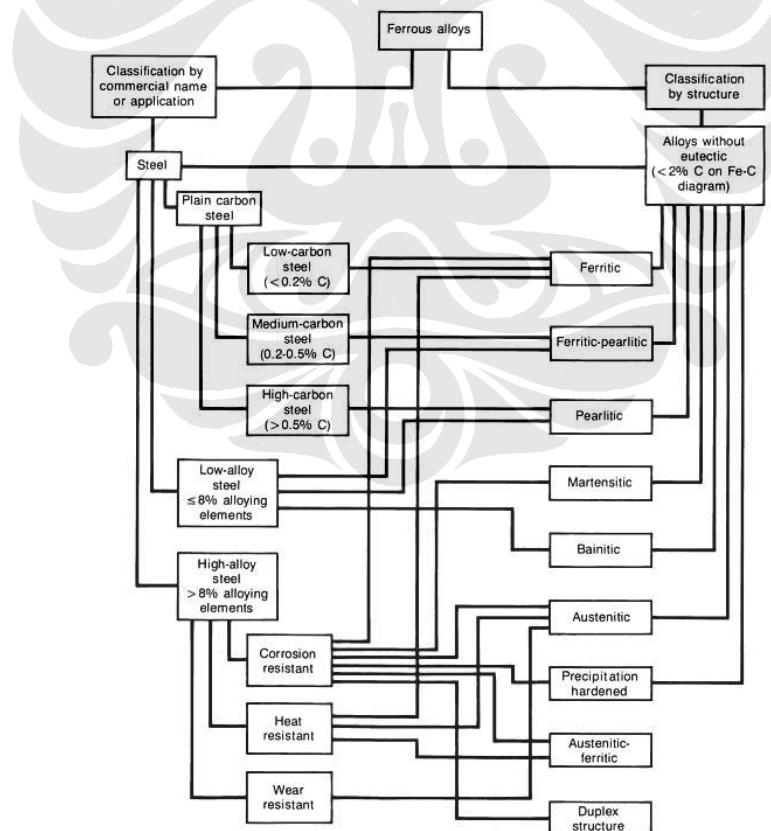 Ferrous alloys
Classification by
commercial name
or application
Classification
by structure
Steel
Alloys without
eutectic
(<2% C on Fe-C
diagram)
Plain carbon
steel
Low-carbon
steel
(<0.2% C)
Ferritic
Medium-carbon
steel
(0.2-0.5% C)
Ferritic-pearlitic
High-carbon
steel
(>0.5% C)
Pearlitic
Low-alloy
steel
≤8% alloying
elements
Martensitic
Bainitic
High-alloy
steel
>8% alloying
elements
Austenitic
Corrosion
resistant
Precipitation
hardened
Heat
resistant
Austenitic-
ferritic
Wear
resistant
Duplex
structure